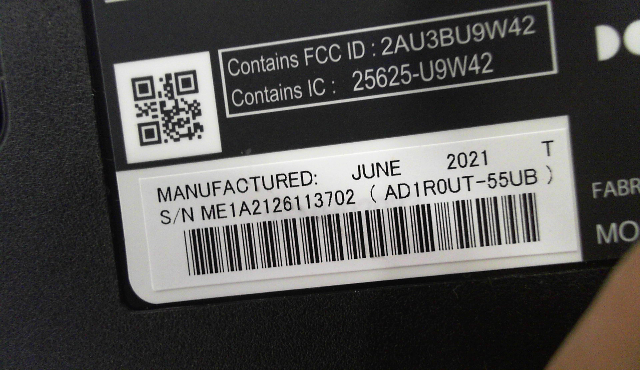 Contains FCC ID : 2AU3BU9W42
Contains IC : 25625-U9W42
MANUFACTURED: JUNE 2021 T
S/N ME1A2126113702 ( AD1R0UT-55UB )
FABR
MO